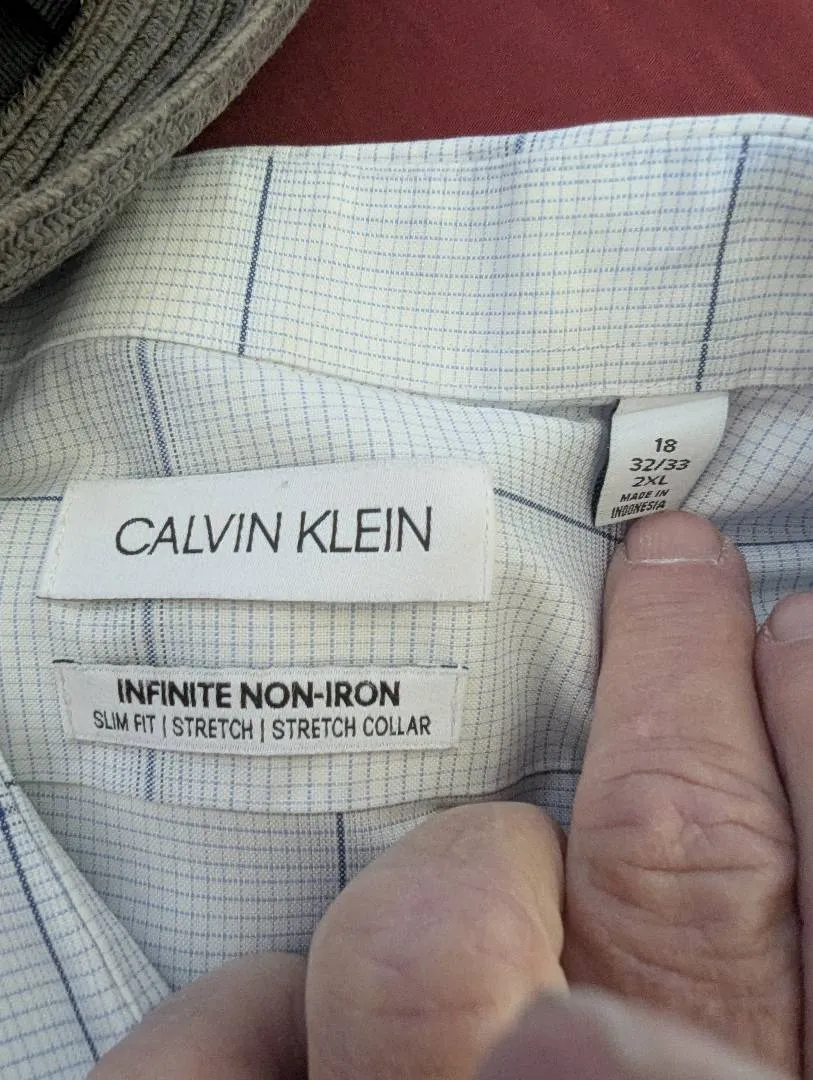 18
32/33
2XL
MADE IN
INDONESIA
CALVIN KLEIN
INFINITE NON-IRON
SLIM FIT | STRETCH | STRETCH COLLAR